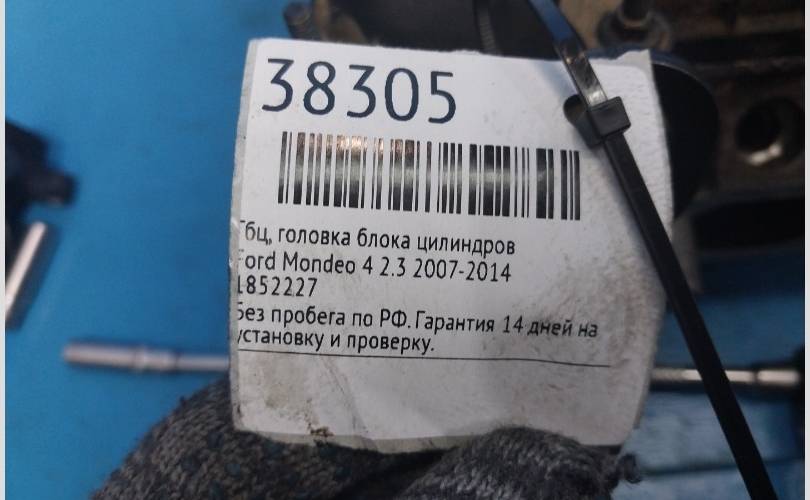 38305
Гбц, головка блока цилиндров
Ford Mondeo 4 2.3 2007-2014
1852227
Без пробега по РФ. Гарантия 14 дней на
установку и проверку.